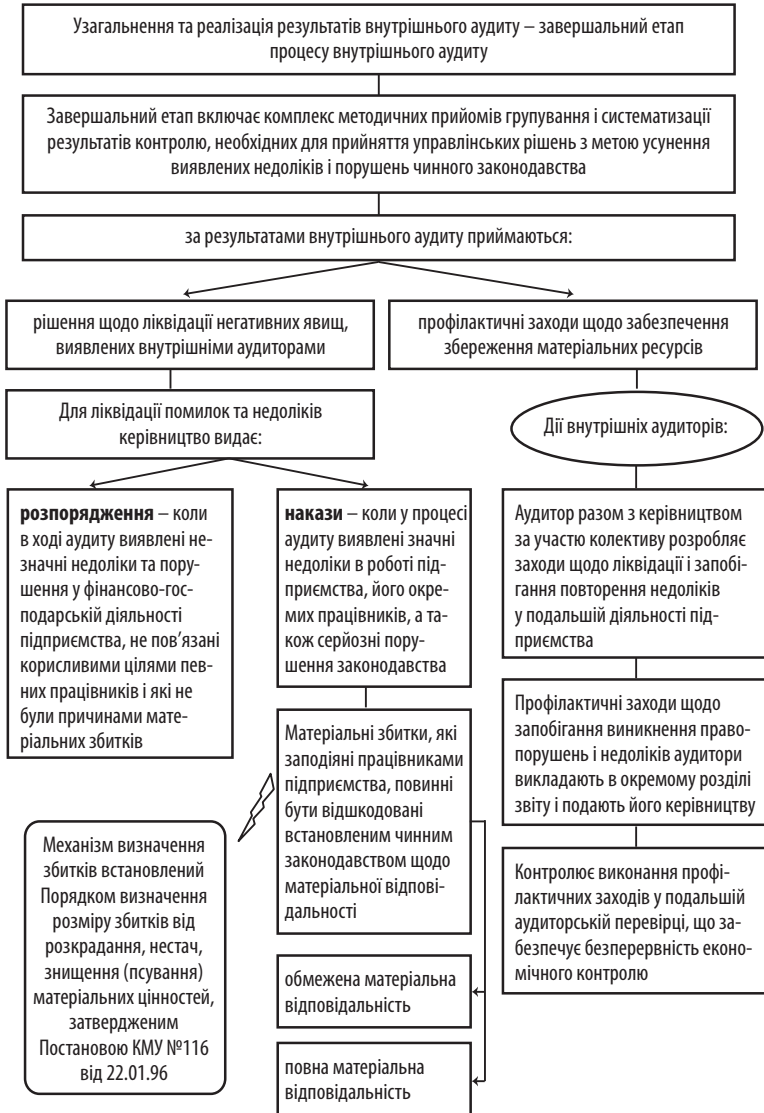 Узагальнення та реалізація результатів внутрішнього аудиту – завершальний етап
процесу внутрішнього аудиту
Завершальний етап включає комплекс методичних прийомів групування і систематизації
результатів контролю, необхідних для прийняття управлінських рішень з метою усунення
виявлених недоліків і порушень чинного законодавства
за результатами внутрішнього аудиту приймаються:
рішення щодо ліквідації негативних явищ,
виявлених внутрішніми аудиторами
профілактичні заходи щодо забезпечення
збереження матеріальних ресурсів
Для ліквідації помилок та недоліків
керівництво видає:
Дії внутрішніх аудиторів:
розпорядження – коли
в ході аудиту виявлені не-
значні недоліки та пору-
шення у фінансово-гос-
подарській діяльності
підприємства, не пов’язані
корисливими цілями пев-
них працівників і які не
були причинами мате-
ріальних збитків
накази – коли у процесі
аудиту виявлені значні
недоліки в роботі під-
приємства, його окре-
мих працівників, а та-
кож серйозні пору-
шення законодавства
Аудитор разом з керівництвом
за участю колективу розробляє
заходи щодо ліквідації і запобі-
гання повторення недоліків
у подальшій діяльності під-
приємства
Матеріальні збитки, які
заподіяні працівниками
підприємства, повинні
бути відшкодовані
встановленим чинним
законодавством щодо
матеріальної відпові-
дальності
Профілактичні заходи щодо
запобігання виникнення право-
порушень і недоліків аудитори
викладають в окремому розділі
звіту і подають його керівництву
Механізм визначення
збитків встановлений
Порядком визначення
розміру збитків від
розкрадання, нестач,
знищення (псування)
матеріальних цінностей,
затвердженим
Постановою КМУ №116
від 22.01.96
Контролює виконання профі-
лактичних заходів у подальшій
аудиторській перевірці, що за-
безпечує безперервність еконо-
мічного контролю
обмежена матеріальна
відповідальність
повна матеріальна
відповідальність